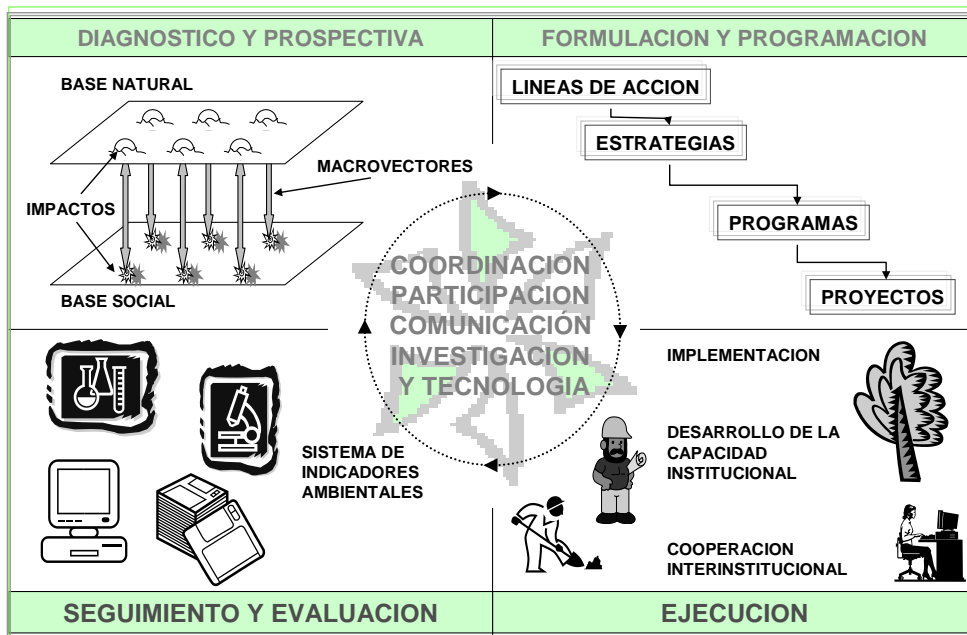 DIAGNOSTICO Y PROSPECTIVA
FORMULACION Y PROGRAMACION
BASE NATURAL
MACROVECTORES
IMPACTOS
BASE SOCIAL
LINEAS DE ACCION
ESTRATEGIAS
PROGRAMAS
PROYECTOS
COORDINACION
PARTICIPACION
COMUNICACIÓN
INVESTIGACION
Y TECNOLOGIA
SISTEMA DE
INDICADORES
AMBIENTALES
IMPLEMENTACION
DESARROLLO DE LA
CAPACIDAD
INSTITUCIONAL
COOPERACION
INTERINSTITUCIONAL
SEGUIMIENTO Y EVALUACION
EJECUCION